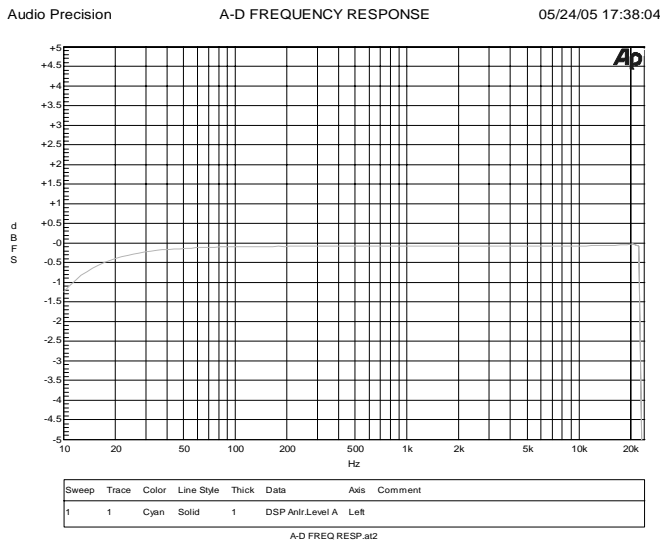 Audio Precision A-D FREQUENCY RESPONSE 05/24/05 17:38:04
Ap
+5
+4.5
+4
+3.5
+3
+2.5
+2
+1.5
+1
+0.5
-0
-0.5
-1
-1.5
-2
-2.5
-3
-3.5
-4
-4.5
-5
d
B
F
S
10 20 50 100 200 500 1k 2k 5k 10k 20k
Hz
Sweep Trace Color Line Style Thick Data Axis Comment
1 1 Cyan Solid 1 DSP Anlr.Level A Left
A-D FREQ RESP.at2